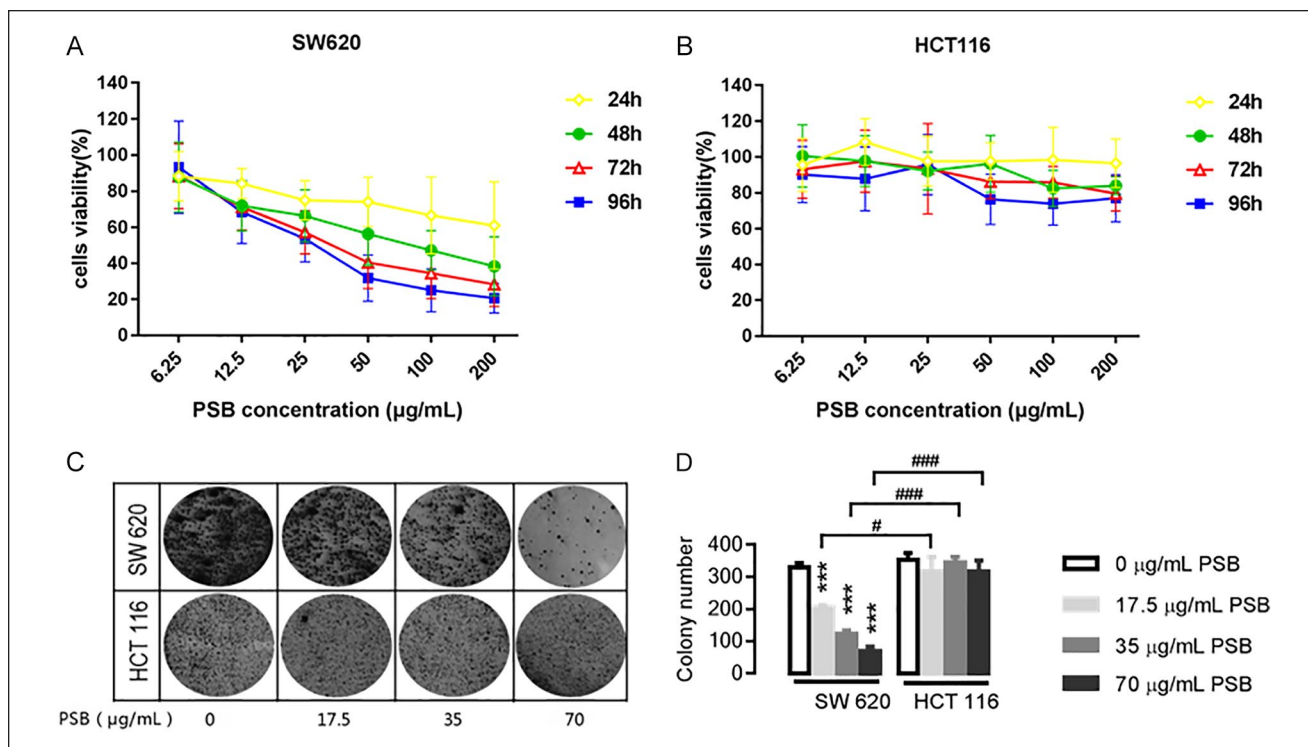 A
SW620
cells viability(%)
140
120
100
80
60
40
20
0
6.25
12.5
25
50
100
200
PSB concentration (µg/mL)
24h
48h
72h
96h
B
HCT116
cells viability(%)
140
120
100
80
60
40
20
0
6.25
12.5
25
50
100
200
PSB concentration (µg/mL)
24h
48h
72h
96h
C
SW 620
HCT 116
PSB ( µg/mL) 0 17.5 35 70
D
###
###
#
Colony number
400
300
200
100
0
***
***
***
SW 620 HCT 116
0 µg/mL PSB
17.5 µg/mL PSB
35 µg/mL PSB
70 µg/mL PSB